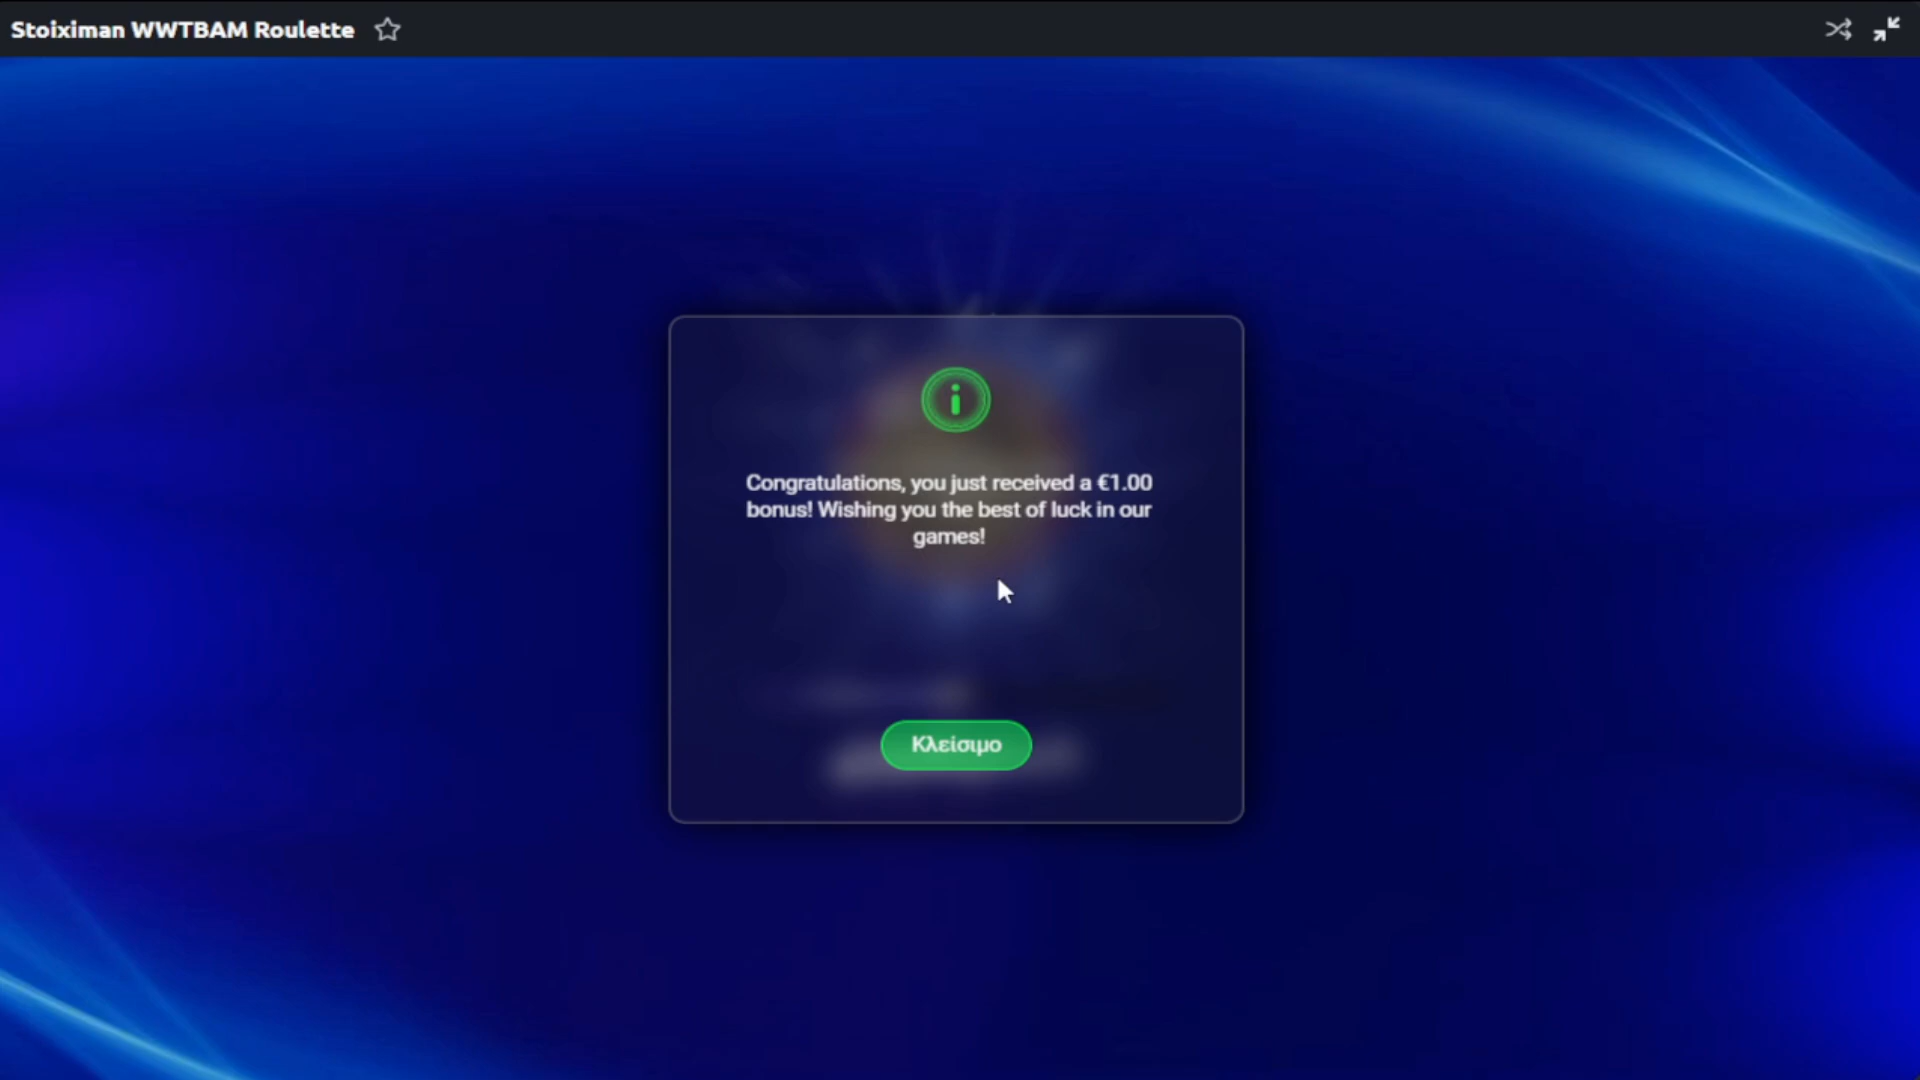 Stoiximan WWTBAM Roulette
Congratulations, you just received a €1.00
bonus! Wishing you the best of luck in our
games!
Κλείσιμο